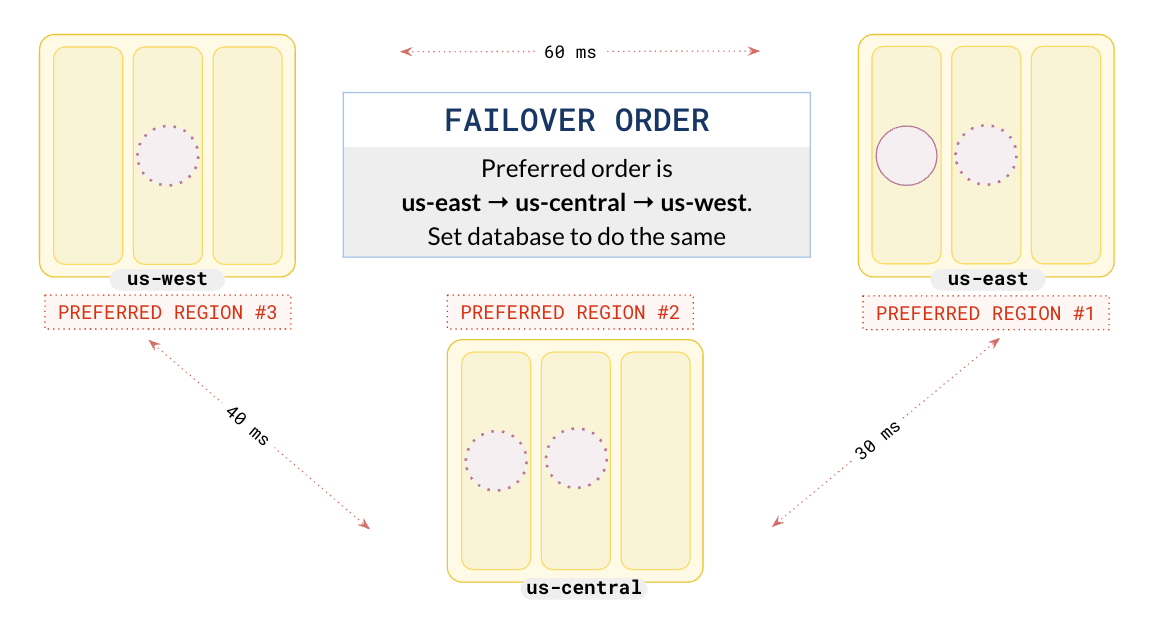 60 ms
FAILOVER ORDER
Preferred order is
us-east → us-central → us-west.
Set database to do the same
us-west
us-east
PREFERRED REGION #3
PREFERRED REGION #2
PREFERRED REGION #1
40 ms
30 ms
us-central